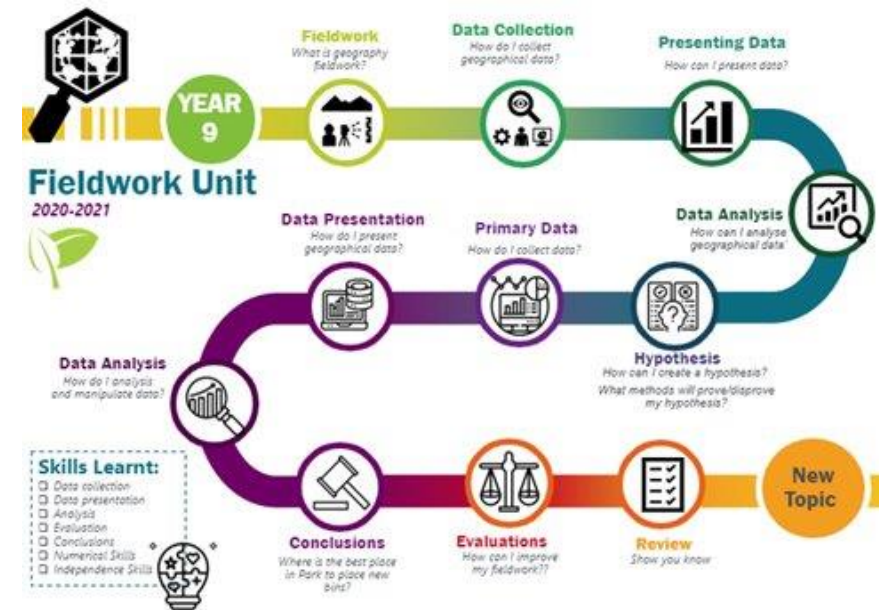 Fieldwork
What is geography
fieldwork?
Data Collection
How do I collect
geographical data?
Presenting Data
How can I present data?
YEAR
9
Fieldwork Unit
2020-2021
Data Presentation
How do I present
geographical data?
Primary Data
How do I collect data?
Data Analysis
How can I analyse
geographical data'
Data Analysis
How do I analysis
and manipulate data?
Hypothesis
How can I create a hypothesis?
What methods will prove/disprove
my hypothesis?
Skills Learnt:
Data collection
Data presentation
Analysis
Evaluation
Conclusions
Numerical Skills
Independence Skills
Conclusions
Where is the best place
in Park to place new
bins?
Evaluations
How can I improve
my fieldwork??
Review
Show you know
New
Topic